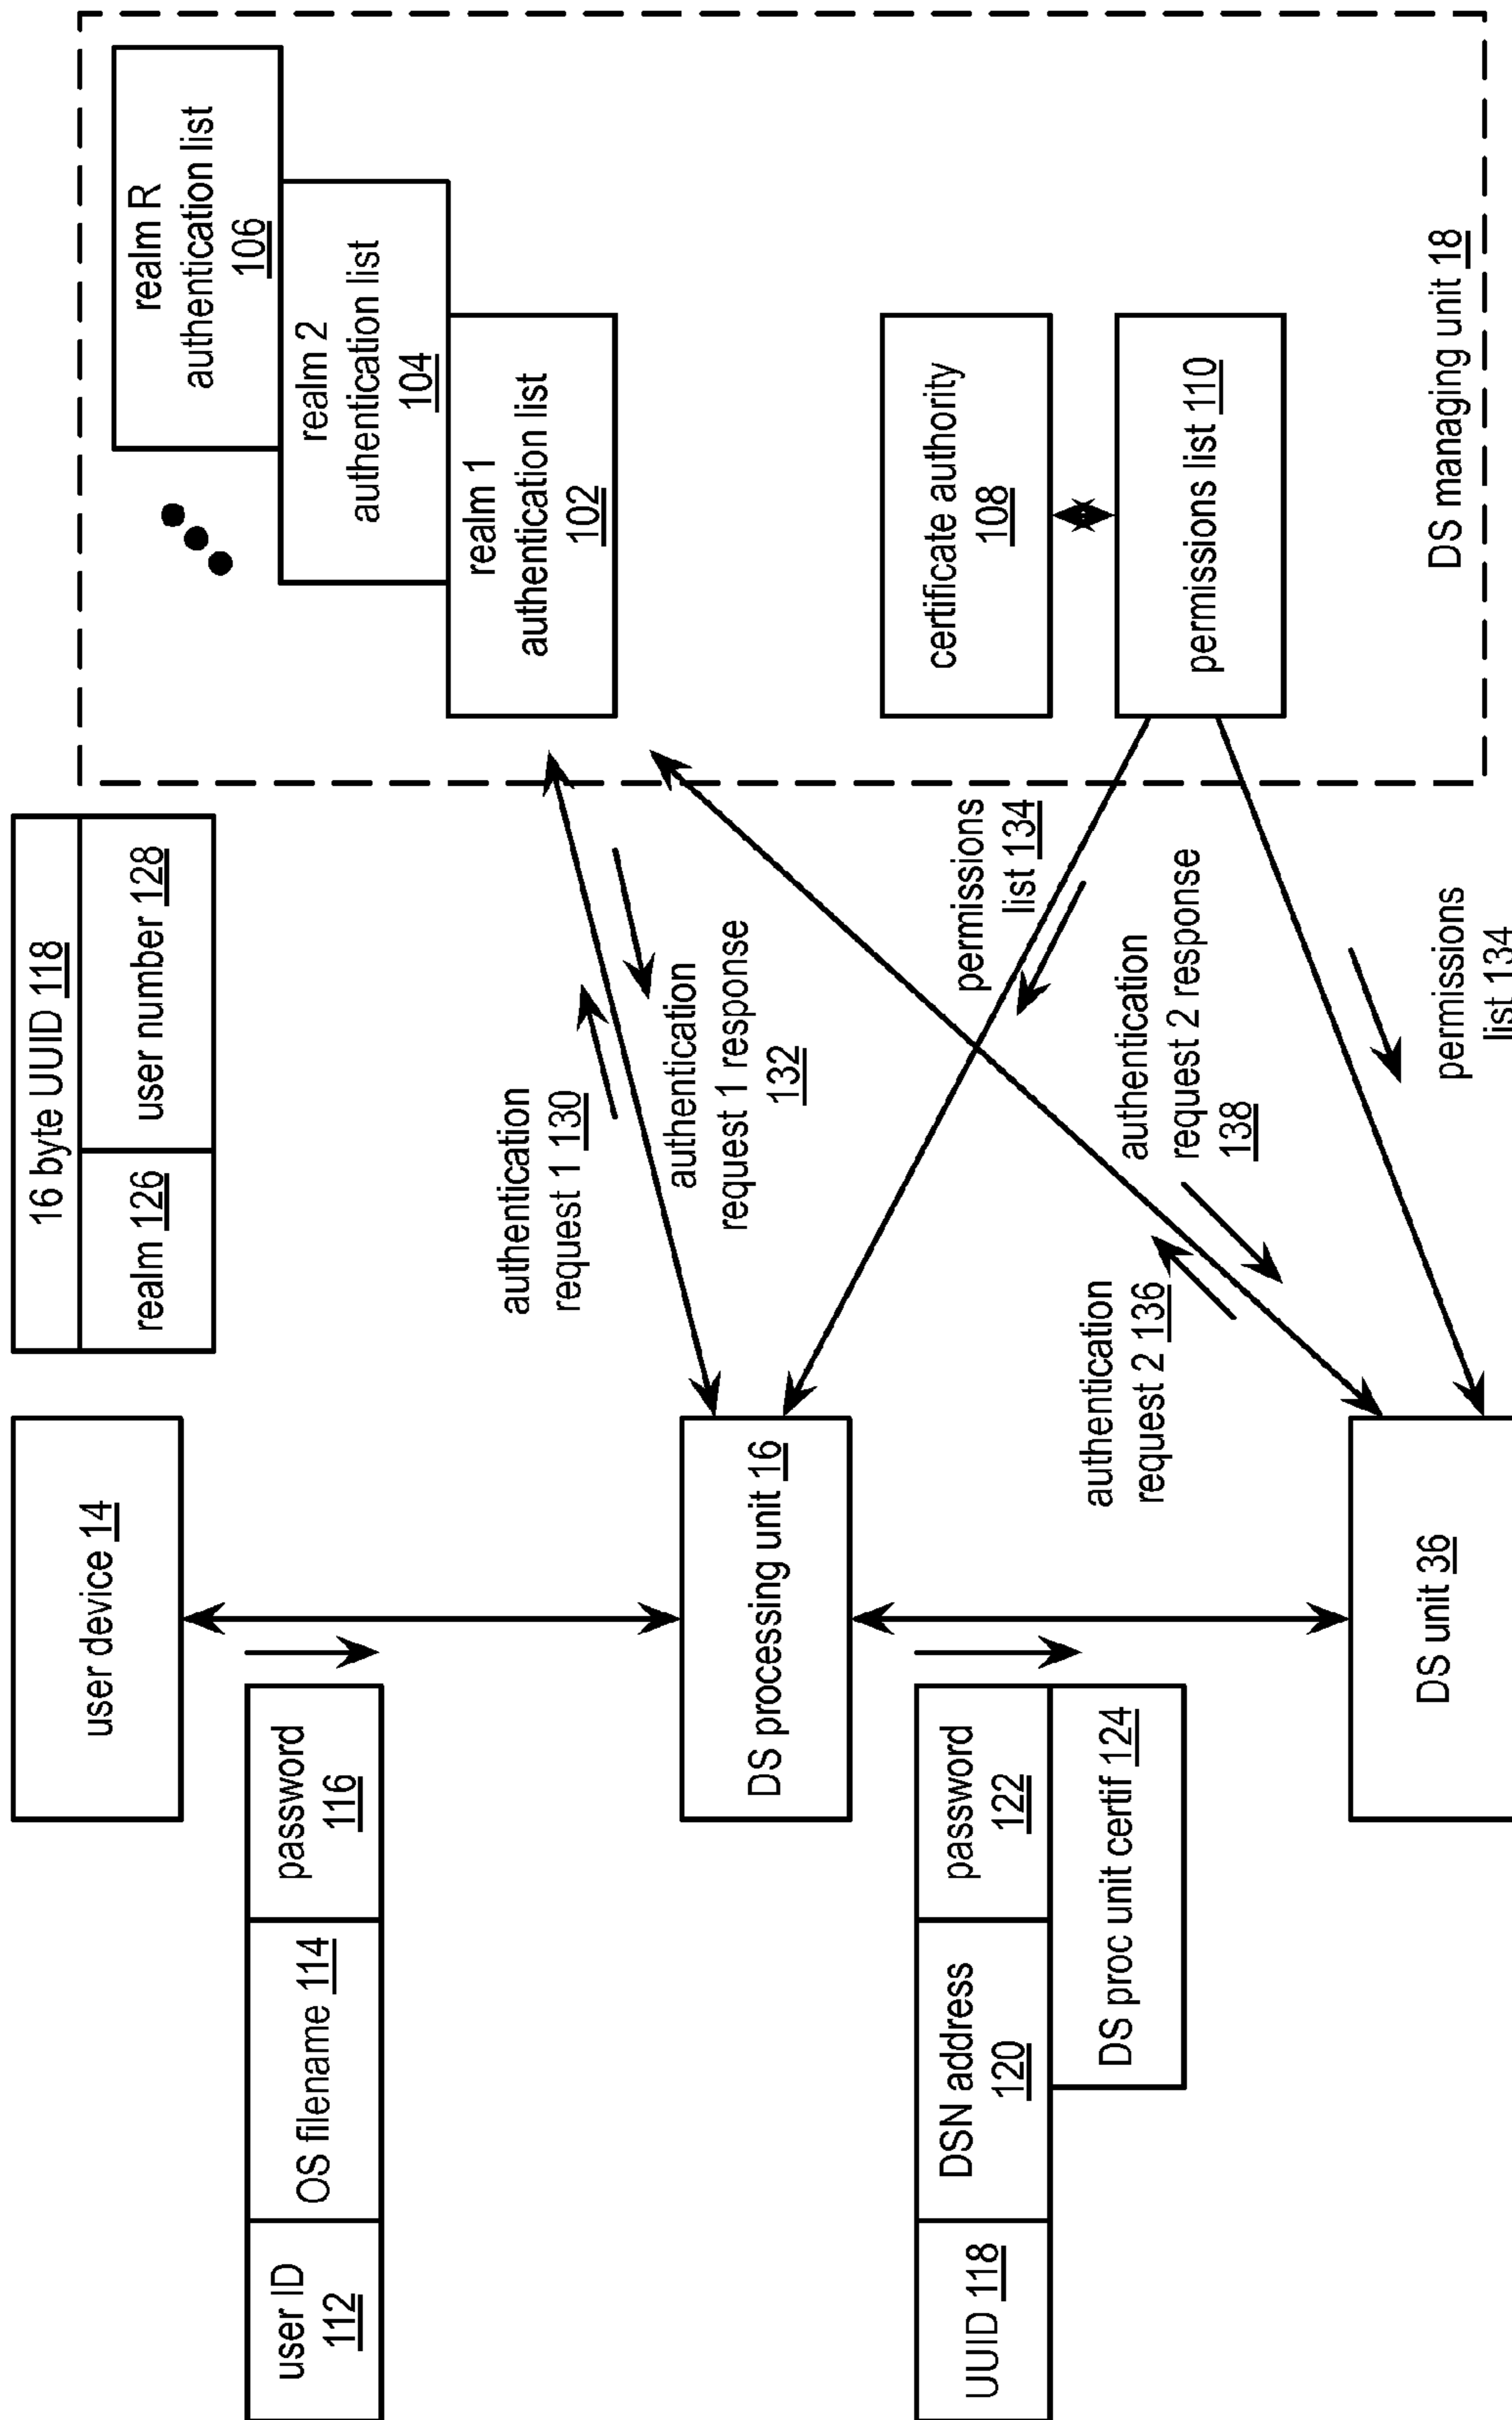 user ID
112
OS filename 114
password
116
user device 14
16 byte UUID 118
realm 126
user number 128
realm R
authentication list
106
realm 2
authentication list
104
realm 1
authentication list
102
authentication
request 1 130
authentication
request 1 response
132
DS processing unit 16
UUID 118
DSN address
120
password
122
DS proc unit certif 124
certificate authority
108
permissions
list 134
permissions list 110
authentication
request 2 136
authentication
request 2 response
138
DS unit 36
permissions
list 134
DS managing unit 18